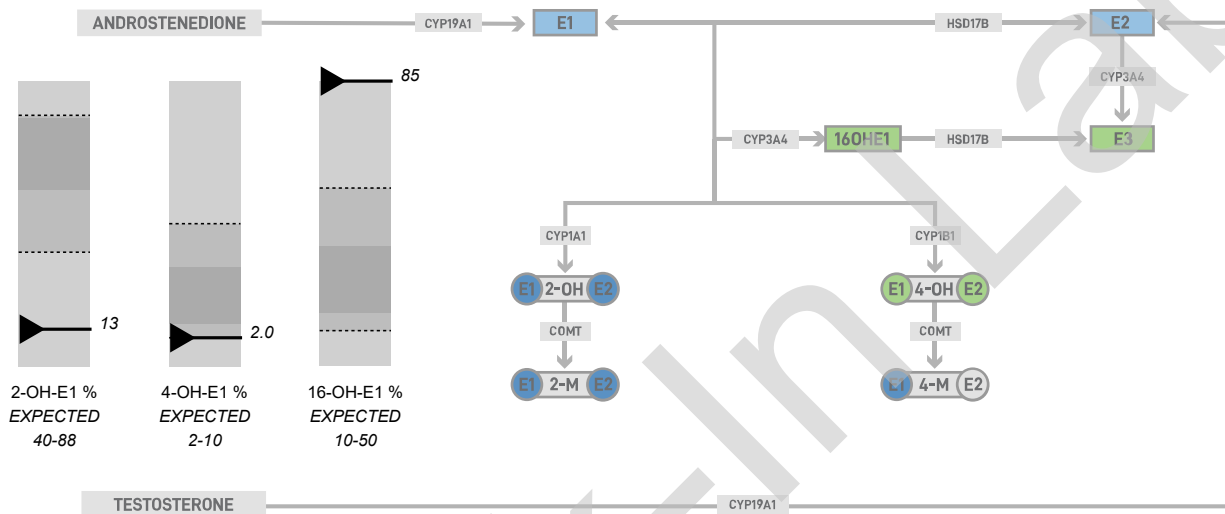 ANDROSTENEDIONE CYP19A1 E1 HSD17B E2
CYP3A4
85
CYP3A4 16OHE1 HSD17B E3
CYP1A1 CYP1B1
E1 2-OH E2 E1 4-OH E2
13 2.0
COMT COMT
E1 2-M E2 E1 4-M E2
2-OH-E1 % 4-OH-E1 % 16-OH-E1 %
EXPECTED EXPECTED EXPECTED
40-88 2-10 10-50
TESTOSTERONE CYP19A1